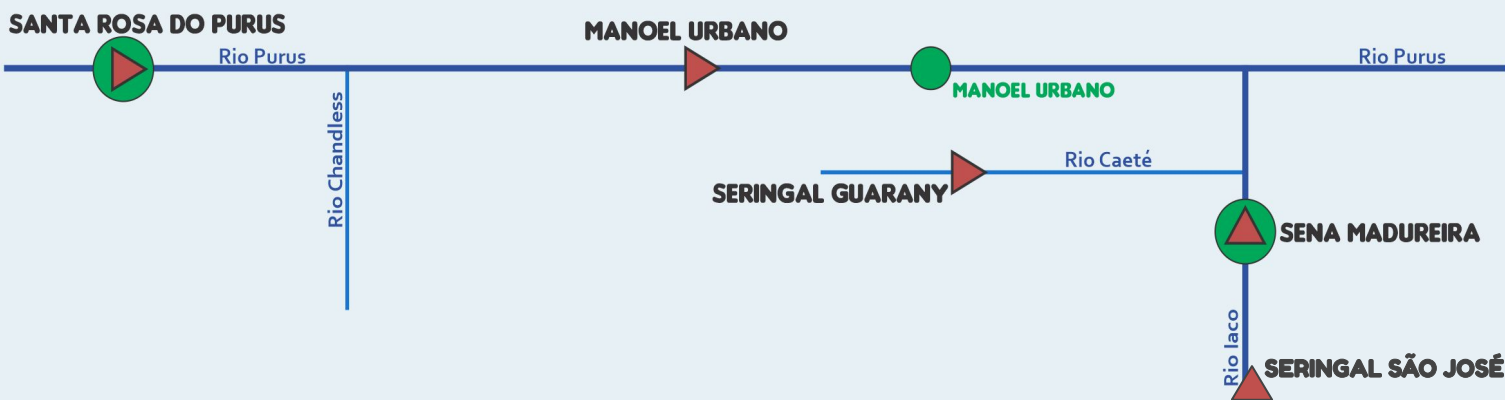 SANTA ROSA DO PURUS
MANOEL URBANO
Rio Purus
Rio Purus
MANOEL URBANO
Rio Chandless
Rio Caeté
SERINGAL GUARANY
SENA MADUREIRA
Rio Iaco
SERINGAL SÃO JOSÉ